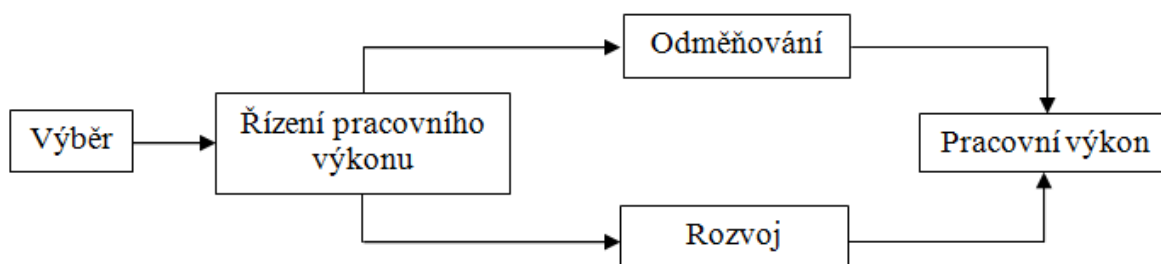 Výběr
Řízení pracovního
výkonu
Odměňování
Rozvoj
Pracovní výkon